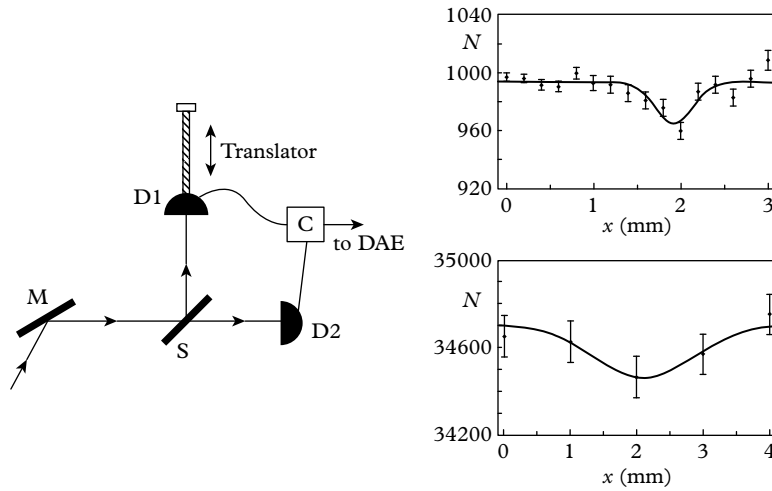 Translator
D1
C
to DAE
M
S
D2
1040
N
1000
960
920
0 1 2 3
x (mm)
35000
N
34600
34200
0 1 2 3 4
x (mm)